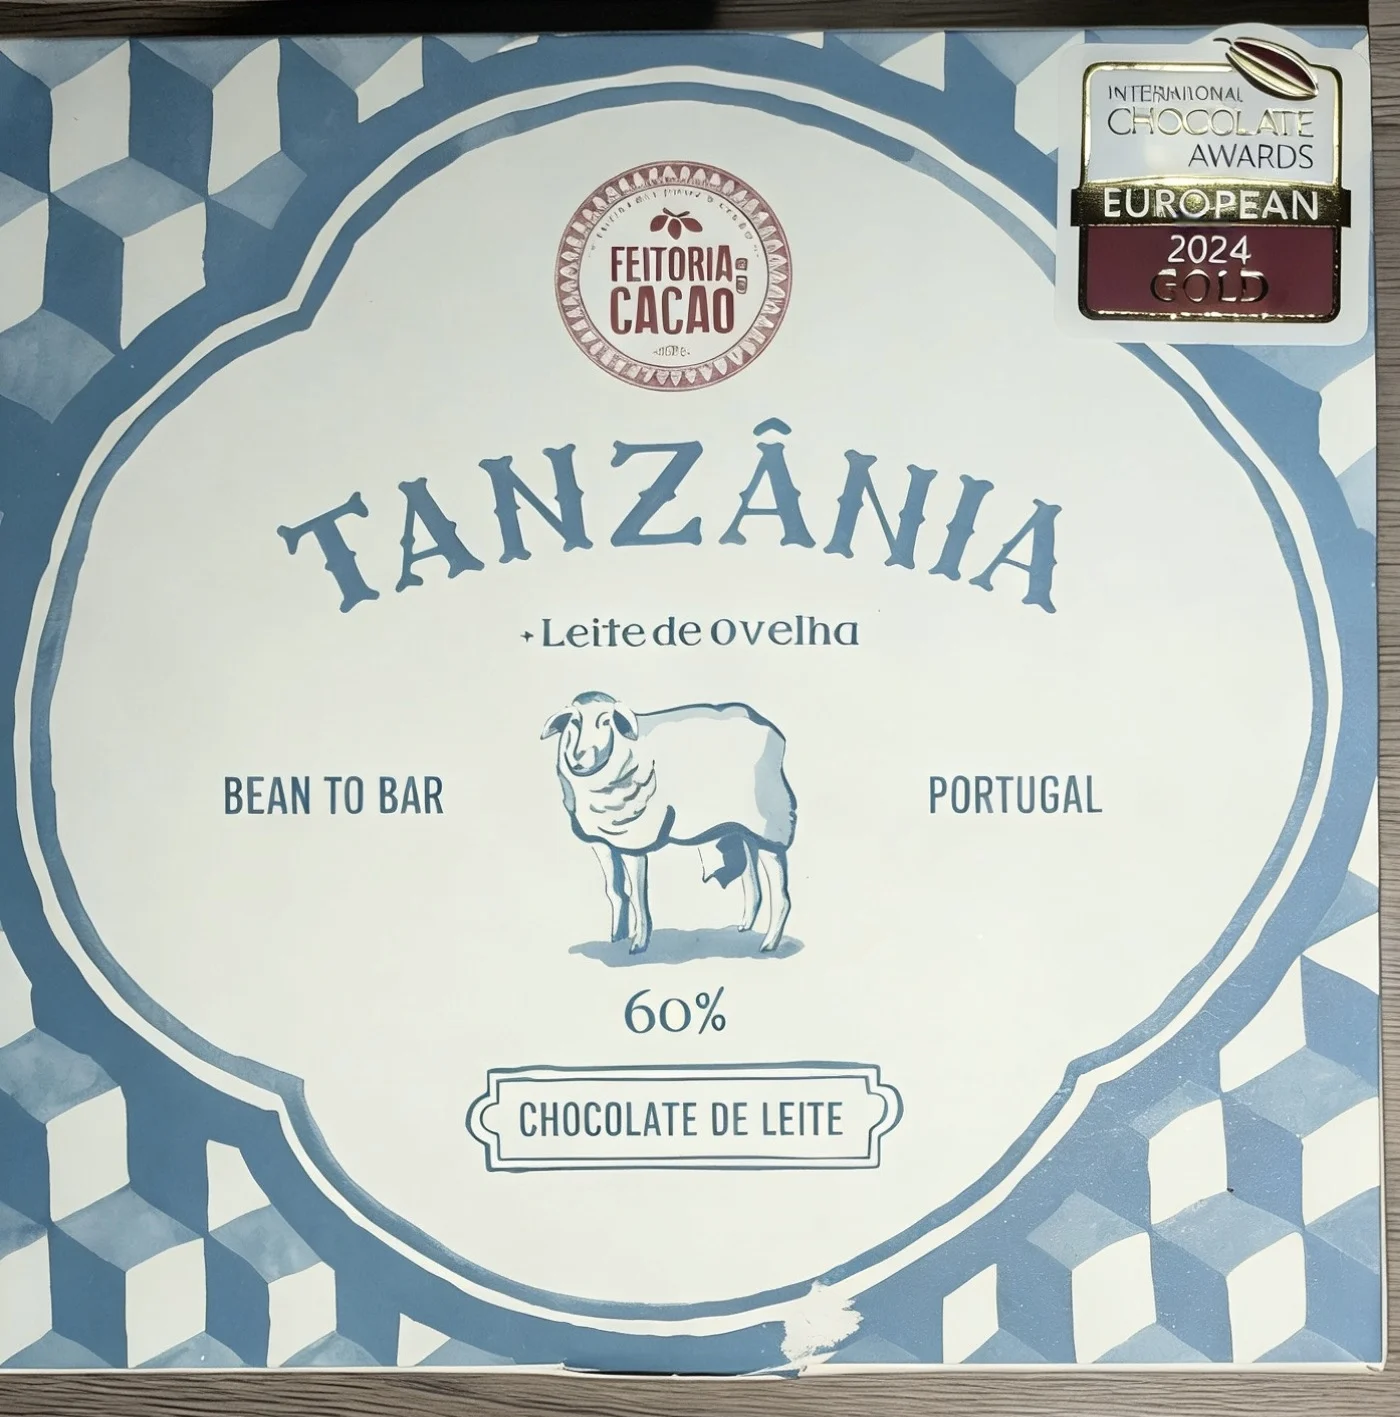 INTERNATIONAL
CHOCOLATE
AWARDS
EUROPEAN
2024
GOLD
FEITORIA
DO
CACAO
TANZÂNIA
+Leite de Ovelha
BEAN TO BAR
PORTUGAL
60%
CHOCOLATE DE LEITE